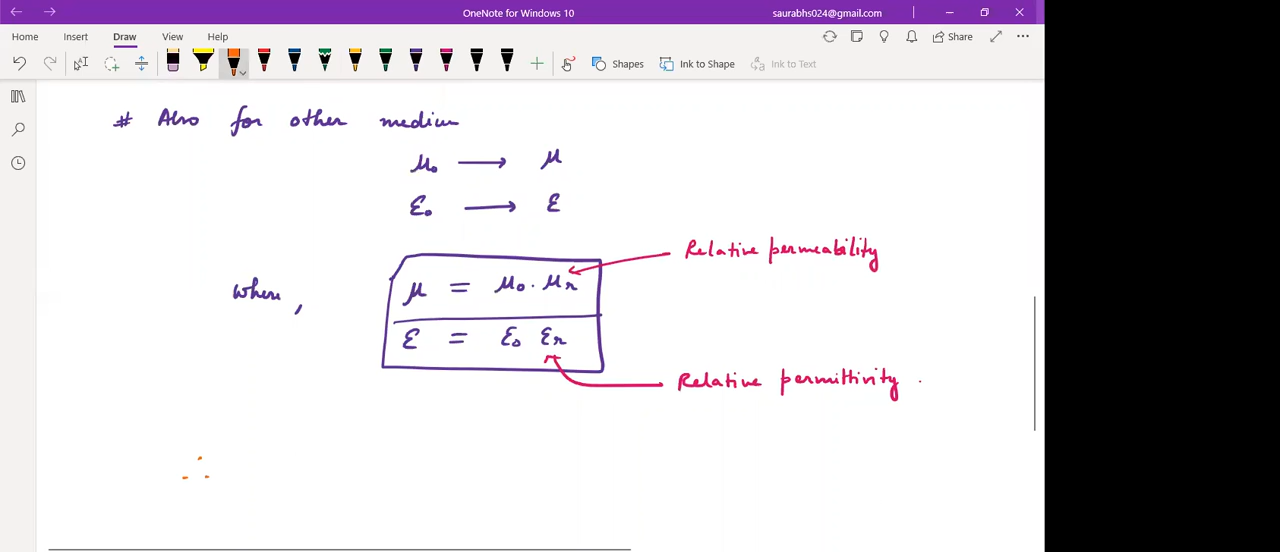 OneNote for Windows 10
saurabhs024@gmail.com
Home Insert Draw View Help
Share
Shapes Ink to Shape Ink to Text
# Also for other medium
μ₀ ⟶ μ
ε₀ ⟶ ε
Relative permeability
where, μ = μ₀ · μr
ε = ε₀ εr
Relative permittivity .
∴